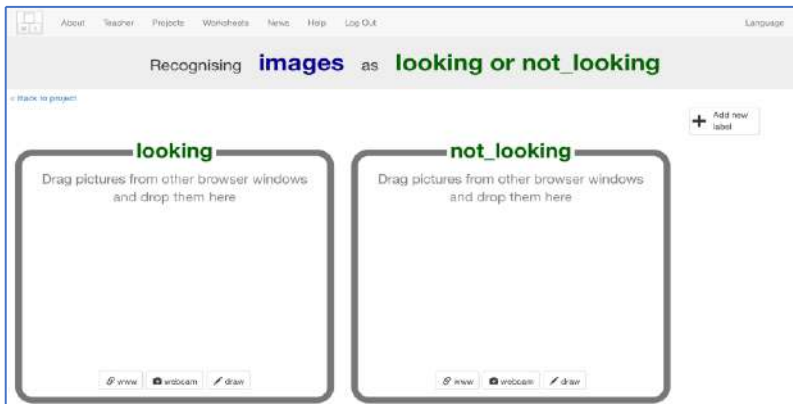 About Teacher Projects Worksheets News Help Log Out Language
Recognising images as looking or not_looking
< Back to project
Add new
label
looking
Drag pictures from other browser windows
and drop them here
www webcam draw
not_looking
Drag pictures from other browser windows
and drop them here
www webcam draw